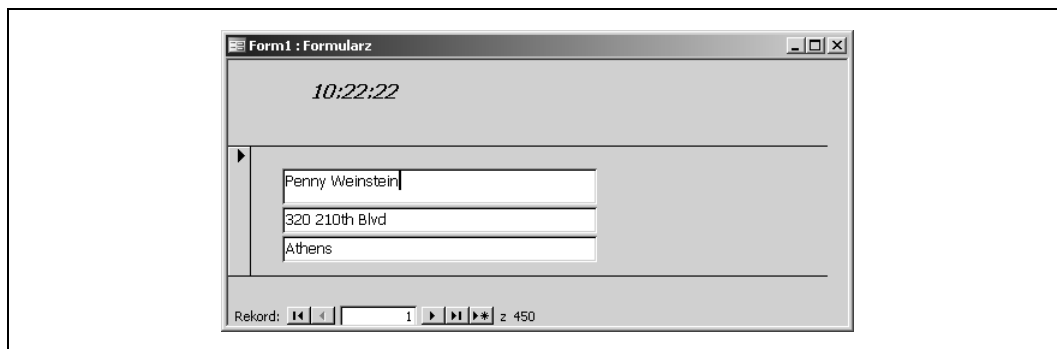 Form1 : Formularz
10:22:22
Penny Weinstein
320 210th Blvd
Athens
Rekord: 1 z 450